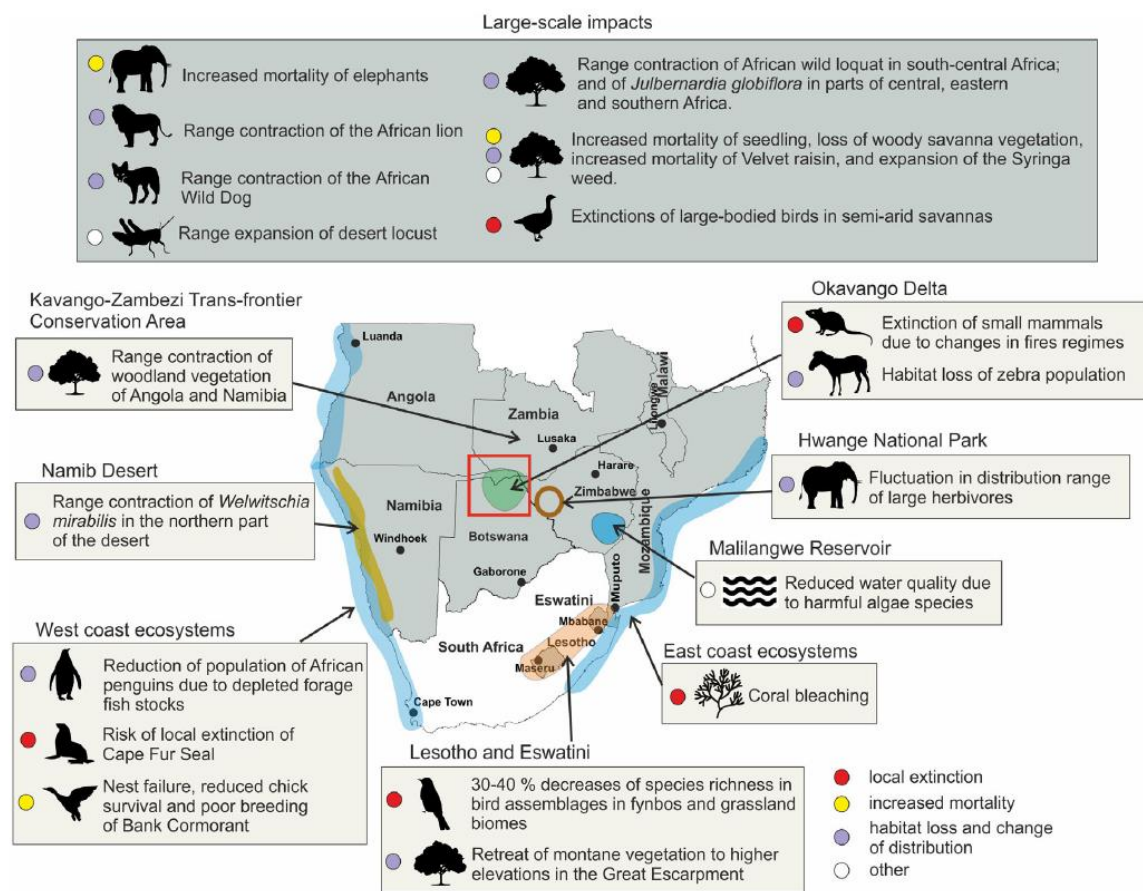 Large-scale impacts
Increased mortality of elephants
Range contraction of the African lion
Range contraction of the African
Wild Dog
Range expansion of desert locust
Range contraction of African wild loquat in south-central Africa;
and of Julbernardia globiflora in parts of central, eastern
and southern Africa.
Increased mortality of seedling, loss of woody savanna vegetation,
increased mortality of Velvet raisin, and expansion of the Syringa
weed.
Extinctions of large-bodied birds in semi-arid savannas
Kavango-Zambezi Trans-frontier
Conservation Area
Range contraction of
woodland vegetation
of Angola and Namibia
Okavango Delta
Extinction of small mammals
due to changes in fires regimes
Habitat loss of zebra population
Namib Desert
Range contraction of Welwitschia
mirabilis in the northern part
of the desert
Hwange National Park
Fluctuation in distribution range
of large herbivores
Malilangwe Reservoir
Reduced water quality due
to harmful algae species
West coast ecosystems
Reduction of population of African
penguins due to depleted forage
fish stocks
Risk of local extinction of
Cape Fur Seal
Nest failure, reduced chick
survival and poor breeding
of Bank Cormorant
East coast ecosystems
Coral bleaching
Lesotho and Eswatini
30-40 % decreases of species richness in
bird assemblages in fynbos and grassland
biomes
Retreat of montane vegetation to higher
elevations in the Great Escarpment
Luanda
Angola
Zambia
Lusaka
Malawi
Lilongwe
Harare
Zimbabwe
Mozambique
Namibia
Windhoek
Botswana
Gaborone
Muputo
Eswatini
Mbabane
South Africa
Lesotho
Maseru
Cape Town
local extinction
increased mortality
habitat loss and change
of distribution
other